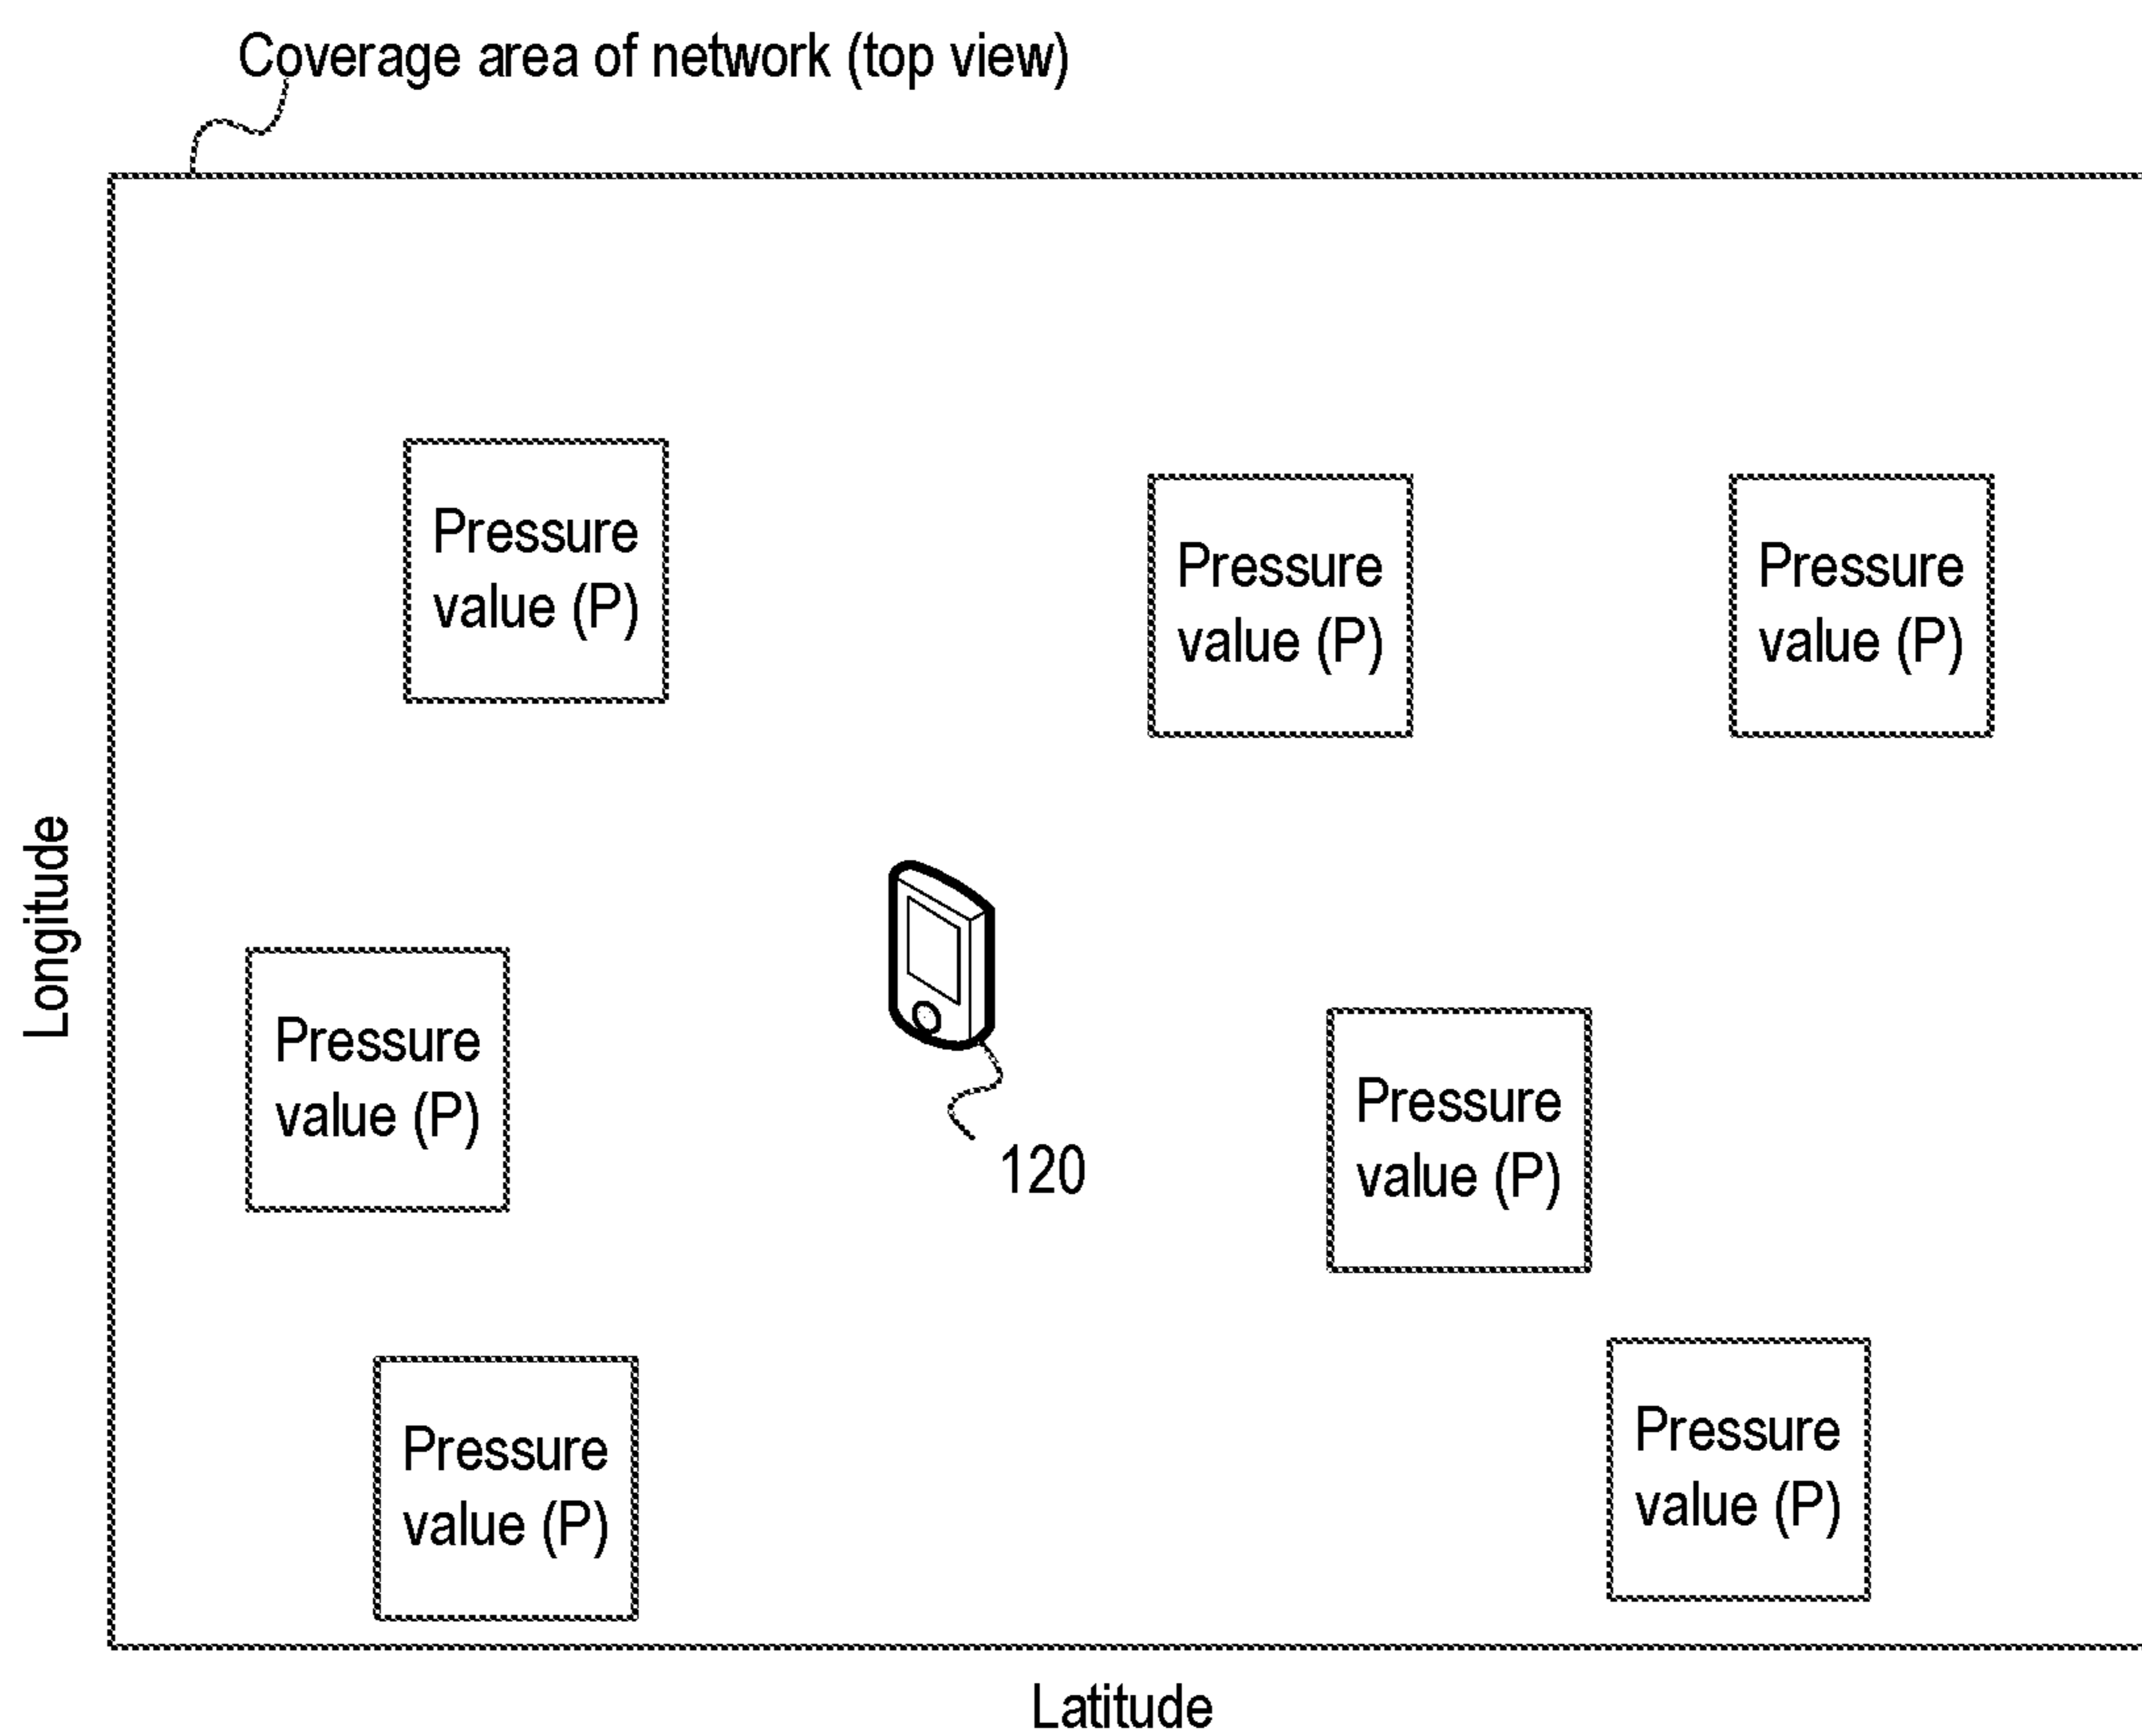 Coverage area of network (top view)
Pressure
value (P)
Pressure
value (P)
Pressure
value (P)
Longitude
Pressure
value (P)
120
Pressure
value (P)
Pressure
value (P)
Pressure
value (P)
Latitude